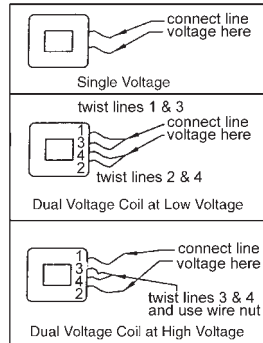 connect line
voltage here
Single Voltage
twist lines 1 & 3
connect line
voltage here
1
3
4
2
twist lines 2 & 4
Dual Voltage Coil at Low Voltage
connect line
voltage here
1
3
4
2
twist lines 3 & 4
and use wire nut
Dual Voltage Coil at High Voltage